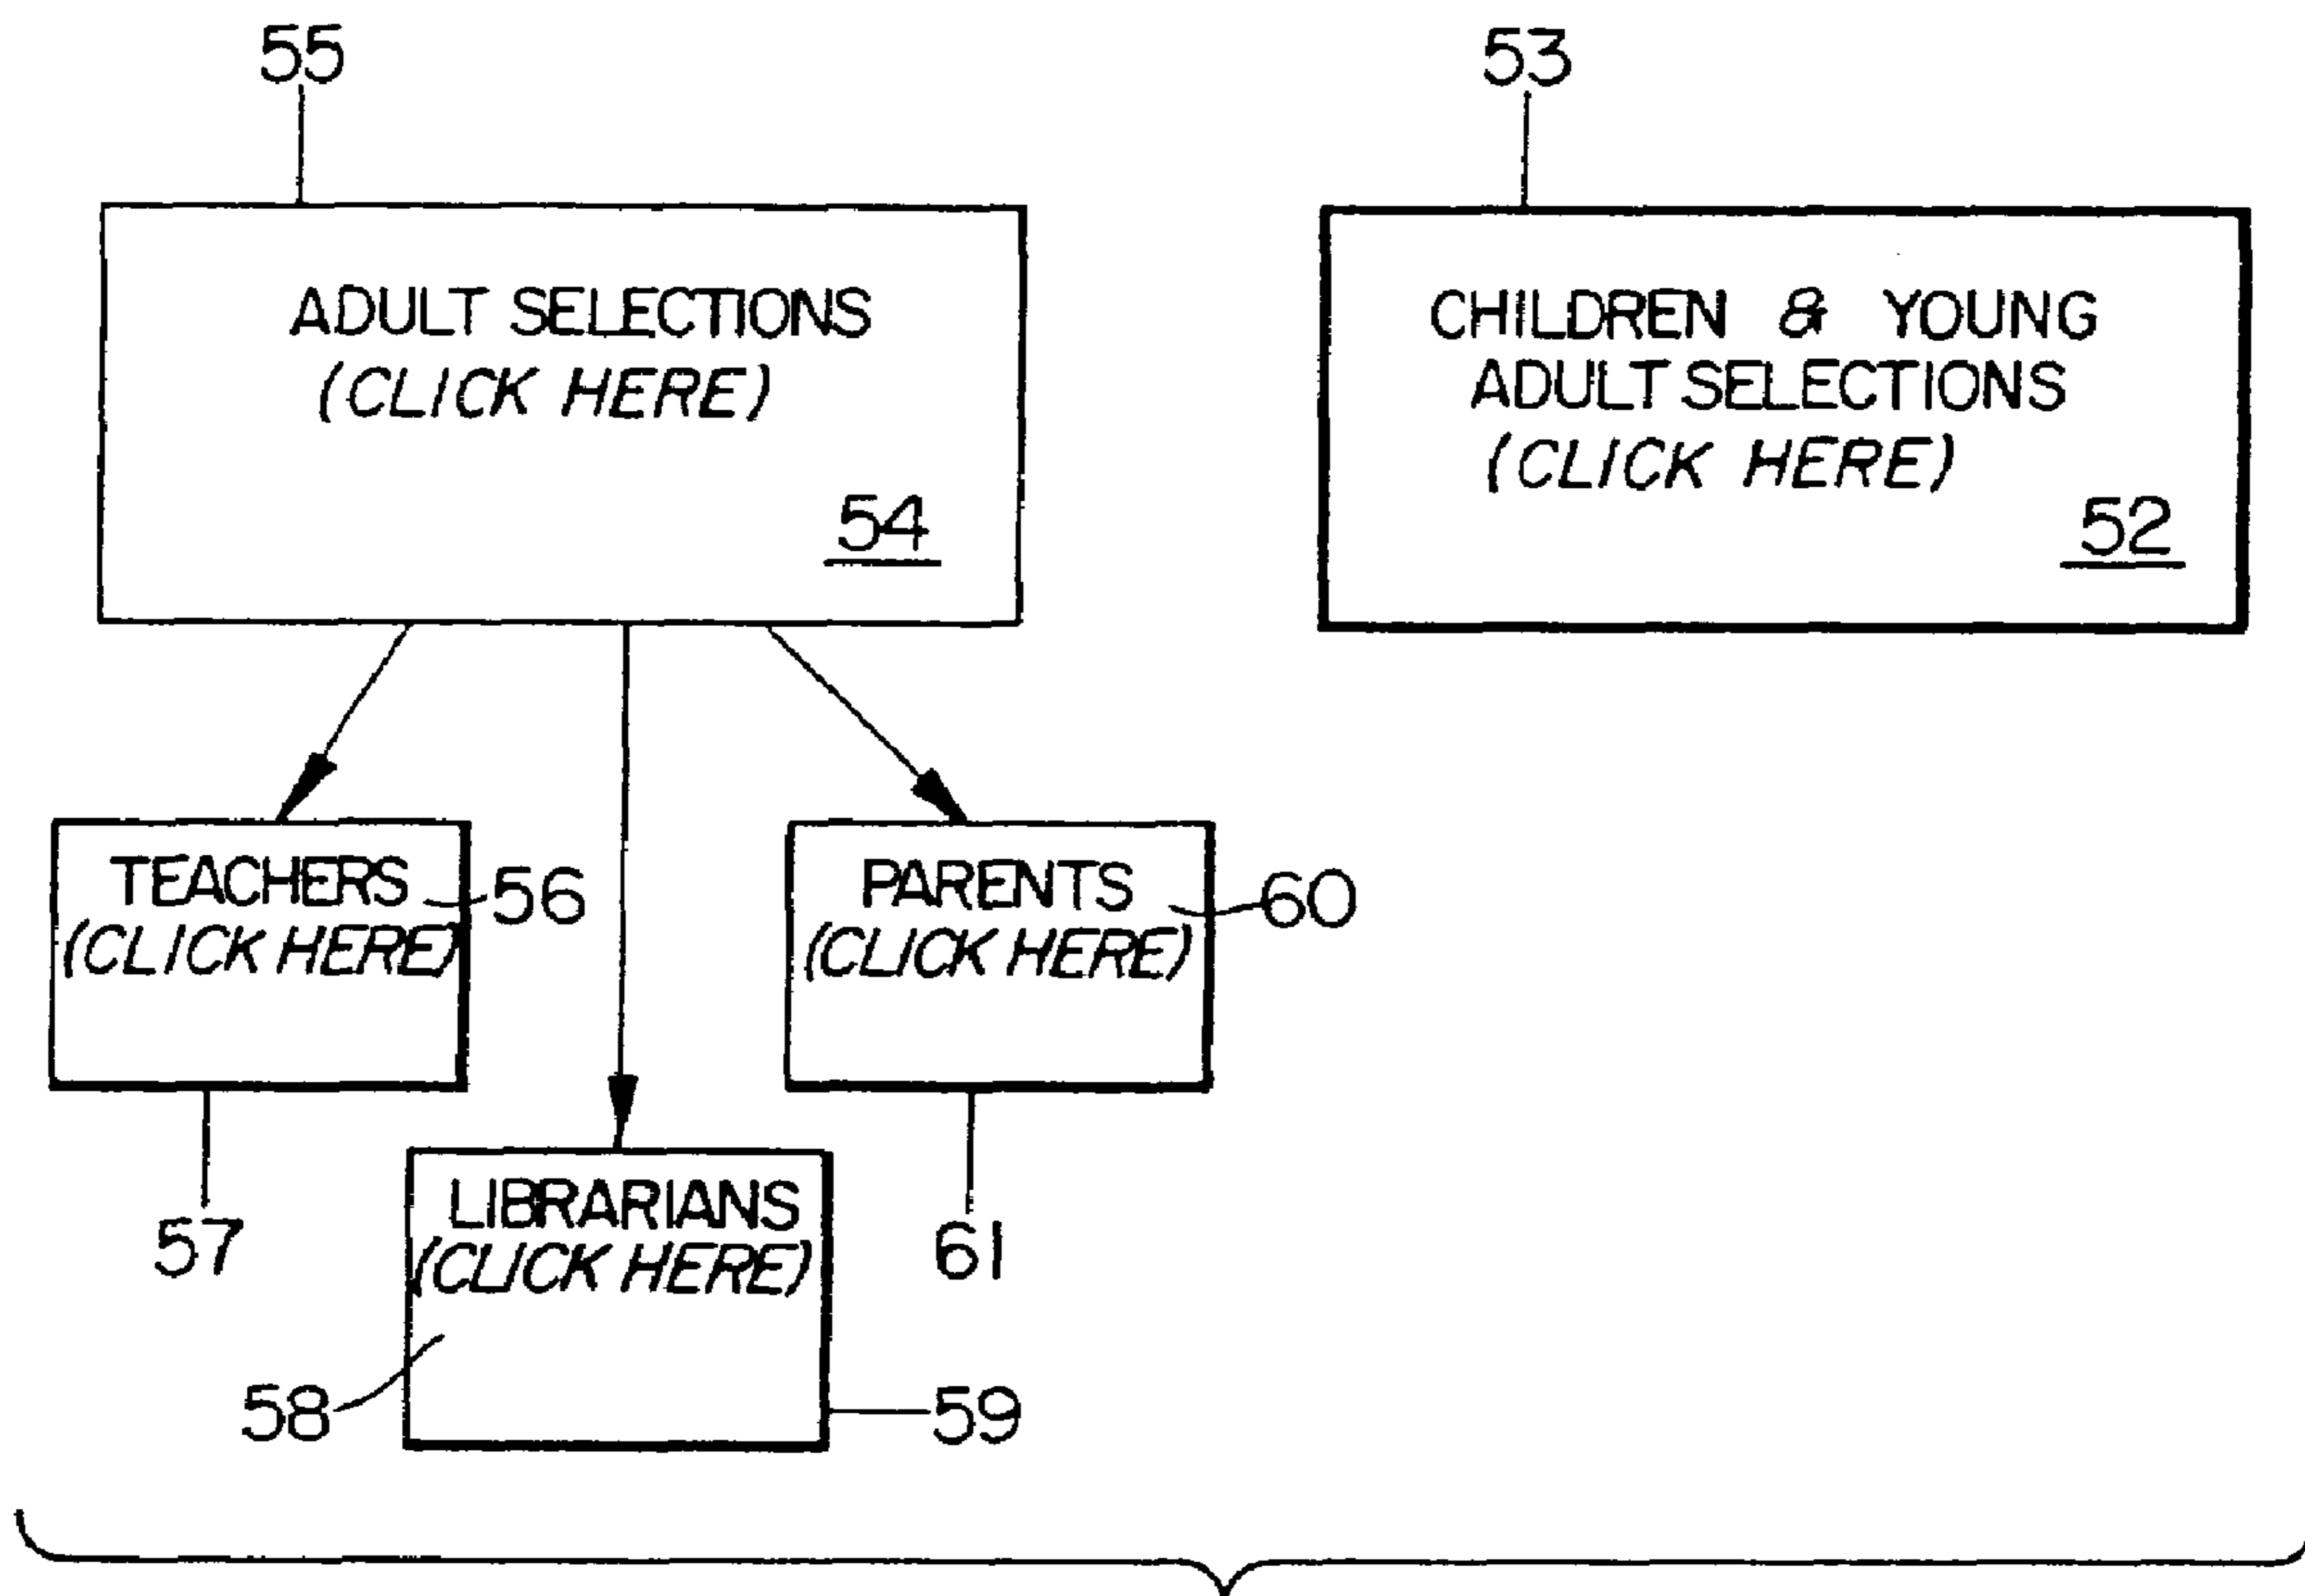 55
53
ADULT SELECTIONS
(CLICK HERE)
54
CHILDREN & YOUNG
ADULT SELECTIONS
(CLICK HERE)
52
TEACHERS
(CLICK HERE)
56
PARENTS
(CLICK HERE)
60
57
LIBRARIANS
(CLICK HERE)
61
58
59